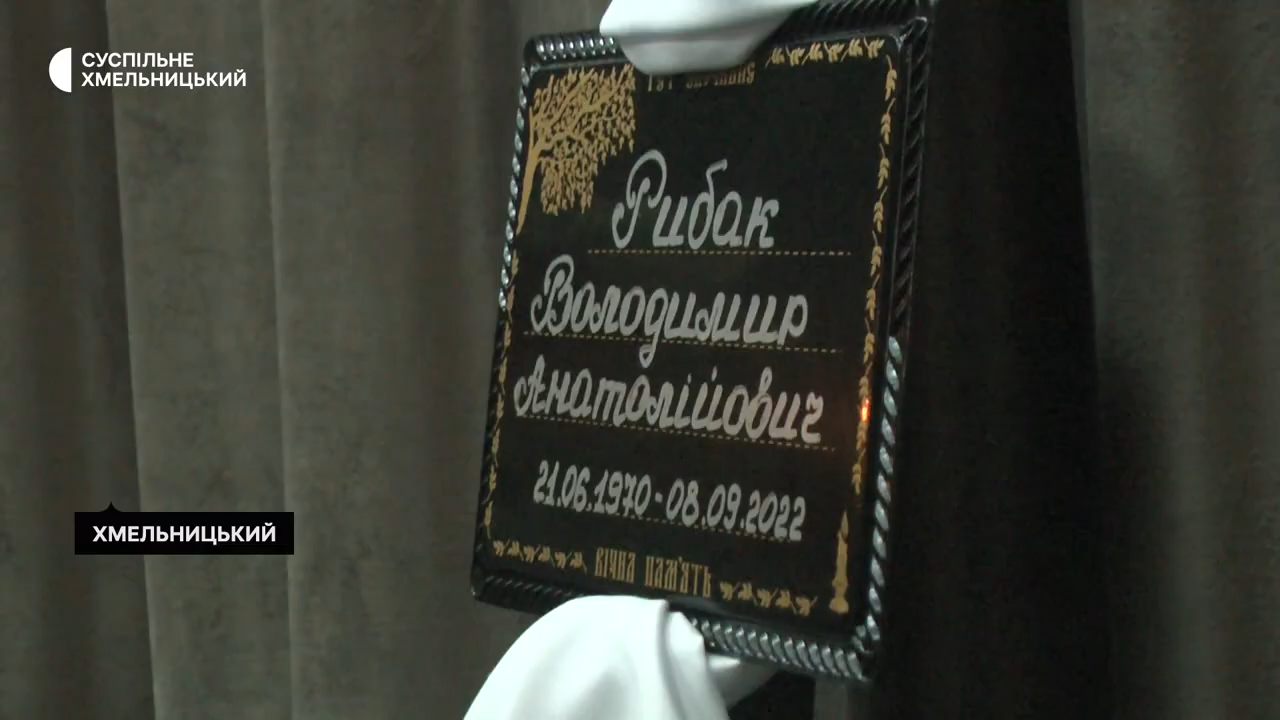 СУСПІЛЬНЕ
ХМЕЛЬНИЦЬКИЙ
Рибак
Володимир
Анатолійович
21.06.1970-08.09.2022
ВІЧНА ПАМ'ЯТЬ
ХМЕЛЬНИЦЬКИЙ